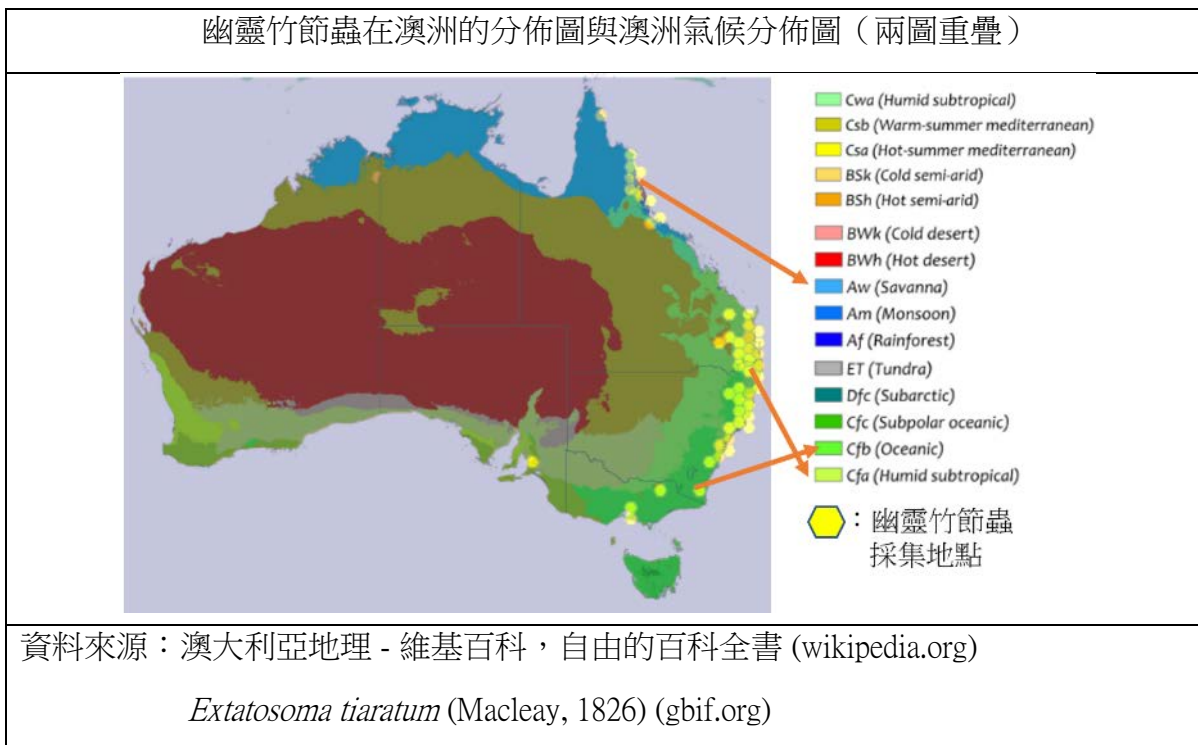 幽靈竹節蟲在澳洲的分佈圖與澳洲氣候分佈圖（兩圖重疊）
Cwa (Humid subtropical)
Csb (Warm-summer mediterranean)
Csa (Hot-summer mediterranean)
BSk (Cold semi-arid)
BSh (Hot semi-arid)
BWk (Cold desert)
BWh (Hot desert)
Aw (Savanna)
Am (Monsoon)
Af (Rainforest)
ET (Tundra)
Dfc (Subarctic)
Cfc (Subpolar oceanic)
Cfb (Oceanic)
Cfa (Humid subtropical)
：幽靈竹節蟲
採集地點
資料來源：澳大利亞地理 - 維基百科，自由的百科全書 (wikipedia.org)
Extatosoma tiaratum (Macleay, 1826) (gbif.org)